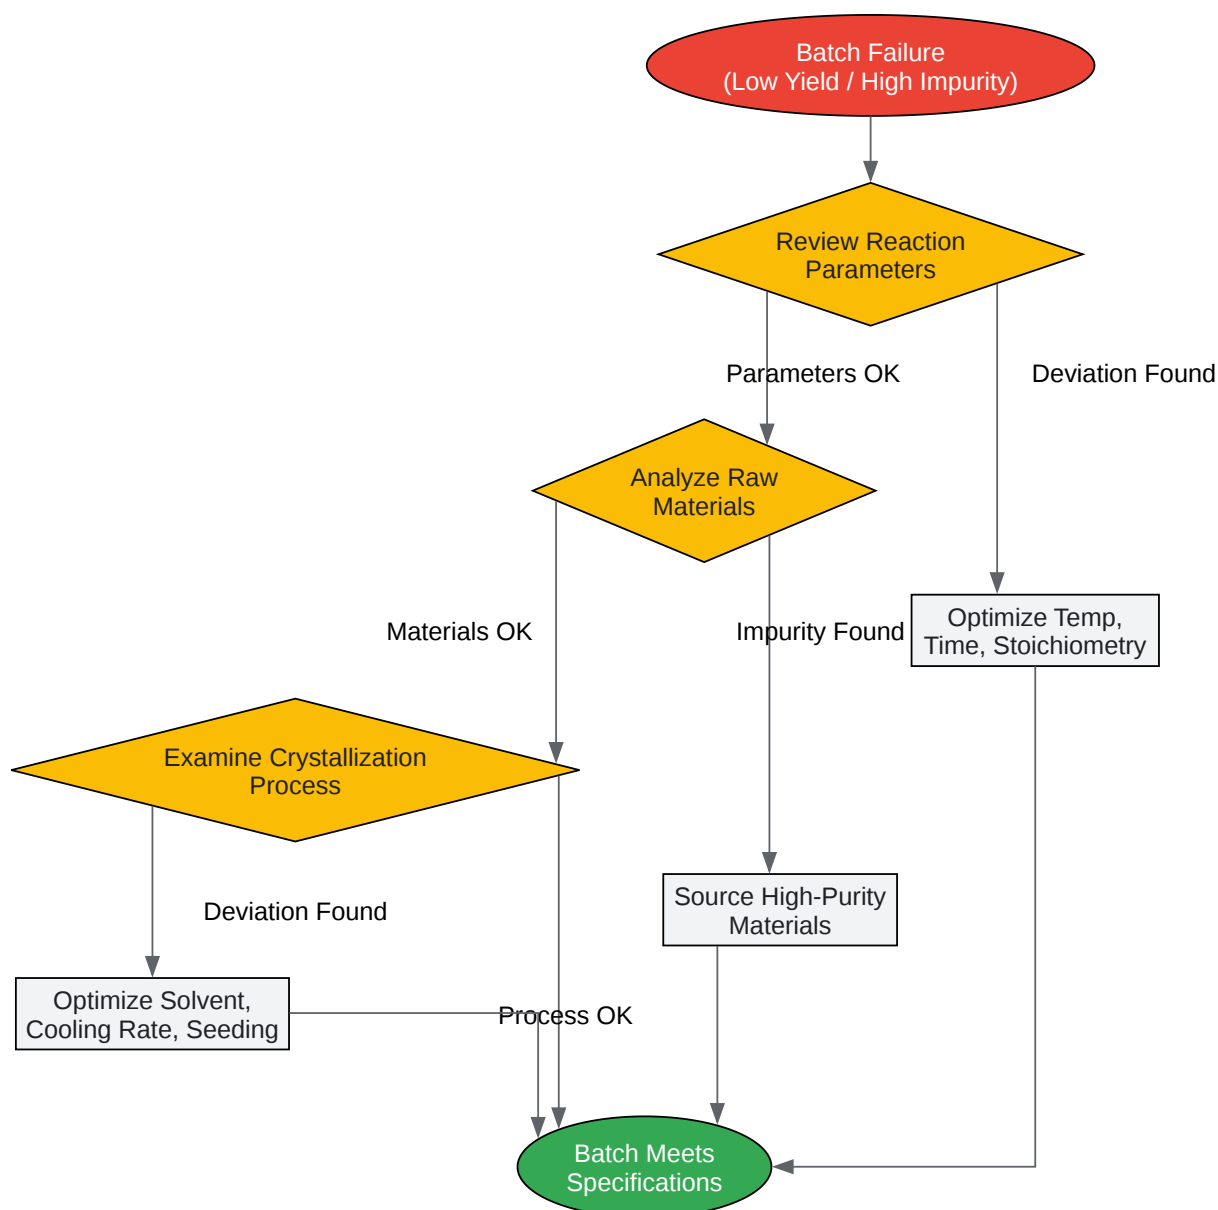 Batch Failure
(Low Yield / High Impurity)
Review Reaction
Parameters
Parameters OK
Deviation Found
Analyze Raw
Materials
Materials OK
Impurity Found
Optimize Temp,
Time, Stoichiometry
Examine Crystallization
Process
Deviation Found
Source High-Purity
Materials
Optimize Solvent,
Cooling Rate, Seeding
Process OK
Batch Meets
Specifications